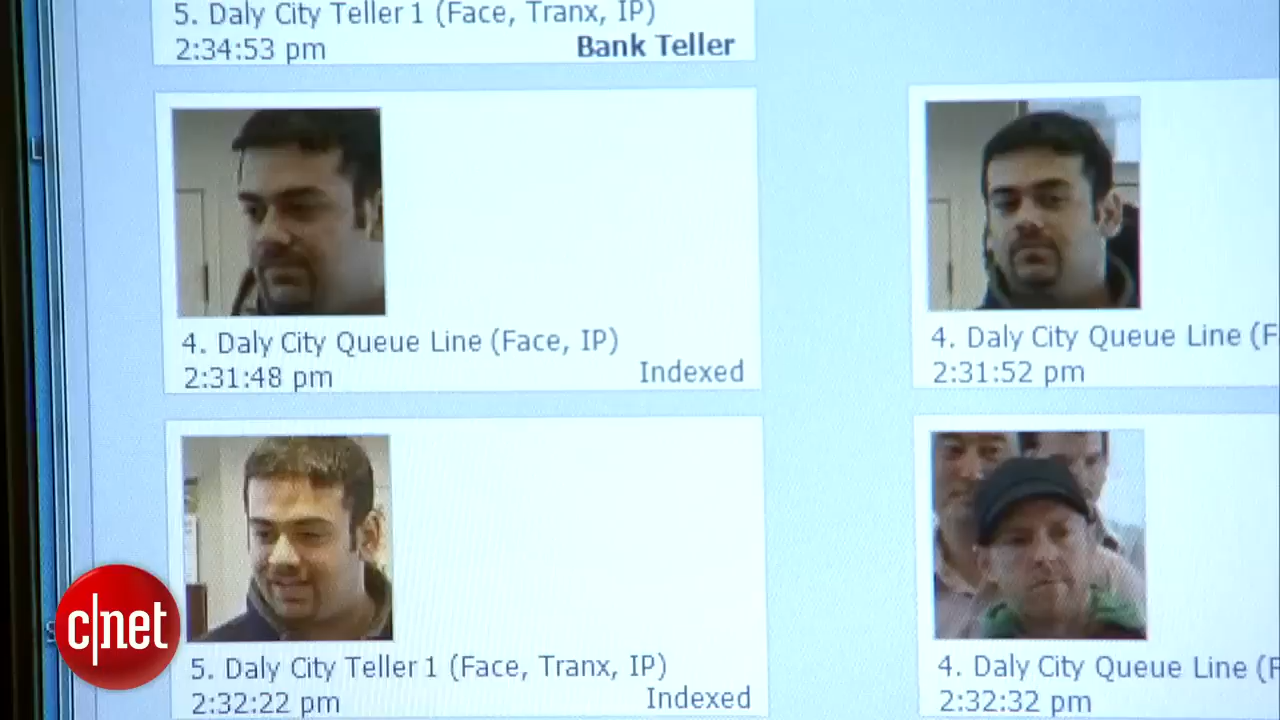 5. Daly City Teller 1 (Face, Tranx, IP)
2:34:53 pm
Bank Teller
4. Daly City Queue Line (Face, IP)
2:31:48 pm
Indexed
4. Daly City Queue Line (F
2:31:52 pm
5. Daly City Teller 1 (Face, Tranx, IP)
2:32:22 pm
Indexed
4. Daly City Queue Line (F
2:32:32 pm
c|net